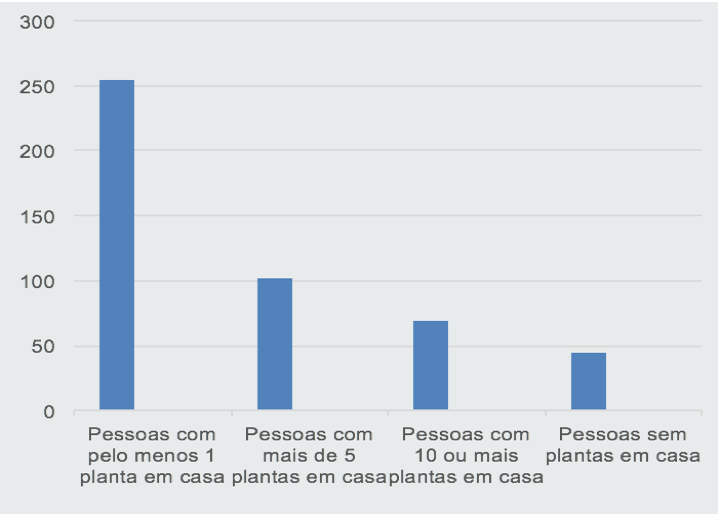 300
250
200
150
100
50
0
Pessoas com pelo menos 1 planta em casa
Pessoas com mais de 5 plantas em casa
Pessoas com 10 ou mais plantas em casa
Pessoas sem plantas em casa